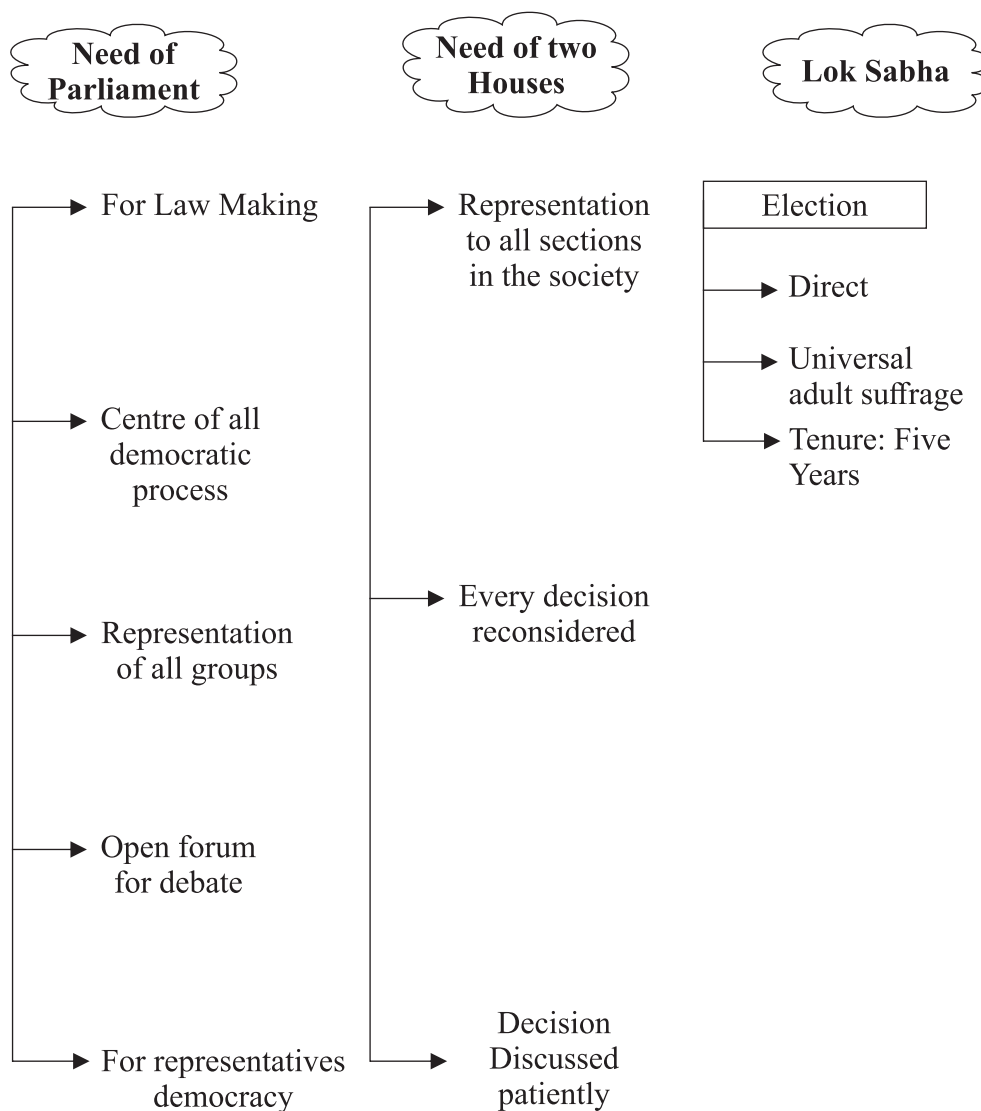 Need of
Parliament
For Law Making
Centre of all
democratic
process
Representation
of all groups
Open forum
for debate
For representatives
democracy
Need of two
Houses
Representation
to all sections
in the society
Every decision
reconsidered
Decision
Discussed
patiently
Lok Sabha
Election
Direct
Universal
adult suffrage
Tenure: Five
Years